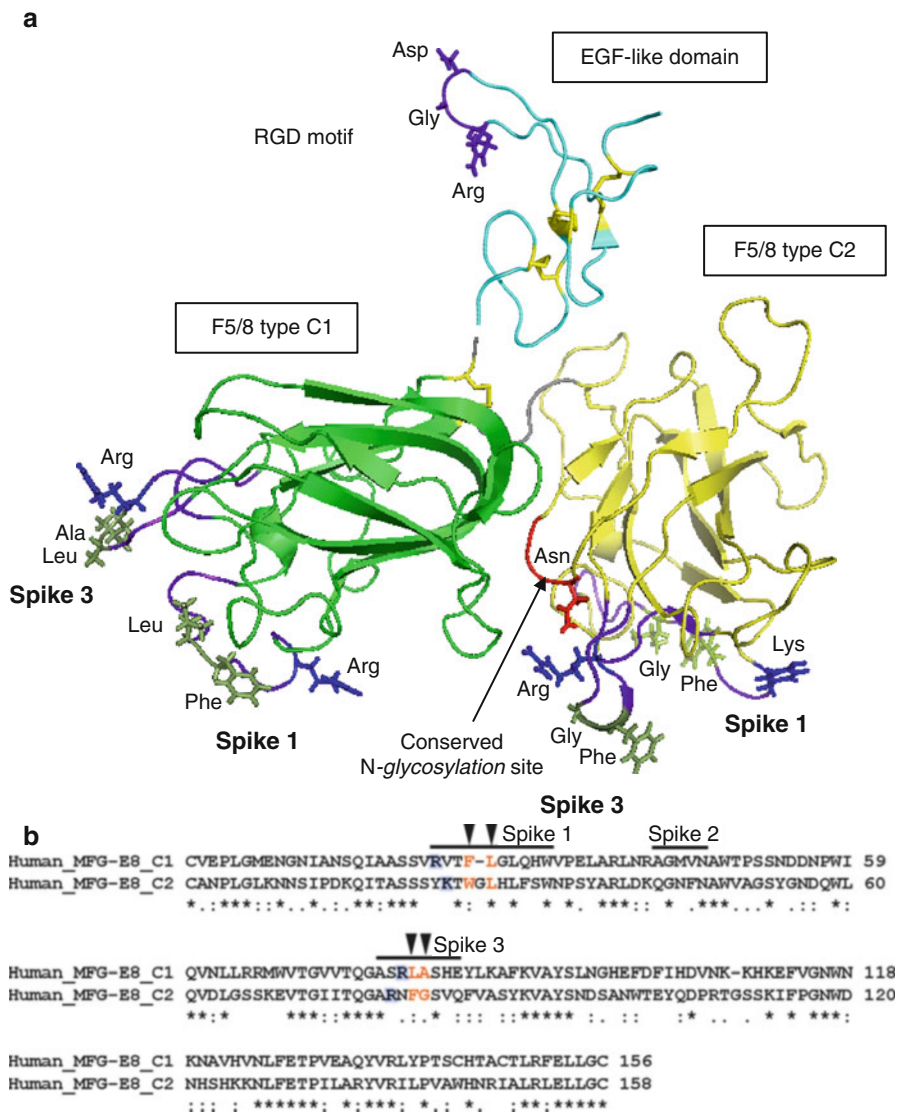 a
Asp
EGF-like domain
Gly
RGD motif
Arg
F5/8 type C2
F5/8 type C1
Arg
Ala
Leu
Spike 3
Asn
Leu
Arg
Phe
Spike 1
Arg
Gly
Phe
Lys
Spike 1
Gly
Phe
Conserved
N-glycosylation site
Spike 3
b
Spike 1 Spike 2
Human_MFG-E8_C1 CVEPLGMENGNIANSQIAASSVRVTF-LGLQHWVPELARLNRAGMVNAWTPSSNDDNPWI 59
Human_MFG-E8_C2 CANPLGLKNNSIPDKQITASSSYKTWGLHLFSWNPSYARLDKQGNFNAWVAGSYGNDQWL 60
Spike 3
Human_MFG-E8_C1 QVNLLRRMWVTGVVTQGASRLASHEYLKAFKVAYSLNGHEFDFIHDVNK-KHKEFVGNWN 118
Human_MFG-E8_C2 QVDLGSSKEVTGIITQGARNFGSVQFVASYKVAYSNDSANWTEYQDPRTGSSKIFPGNWD 120
Human_MFG-E8_C1 KNAVHVNLFETPVEAQYVRLYPTSCHTACTLRFELLGC 156
Human_MFG-E8_C2 NHSHKKNLFETPILARYVRILPVAWHNRIALRLELLGC 158